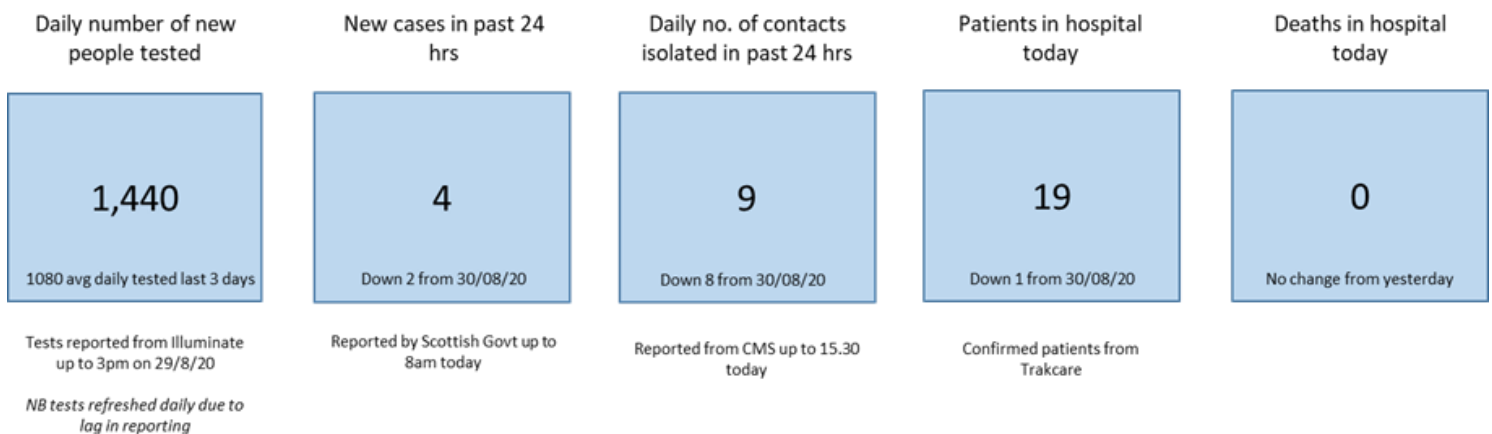 Daily number of new
people tested
1,440
1080 avg daily tested last 3 days
Tests reported from Illuminate
up to 3pm on 29/8/20
NB tests refreshed daily due to
lag in reporting
New cases in past 24
hrs
4
Down 2 from 30/08/20
Reported by Scottish Govt up to
8am today
Daily no. of contacts
isolated in past 24 hrs
9
Down 8 from 30/08/20
Reported from CMS up to 15.30
today
Patients in hospital
today
19
Down 1 from 30/08/20
Confirmed patients from
Trakcare
Deaths in hospital
today
0
No change from yesterday